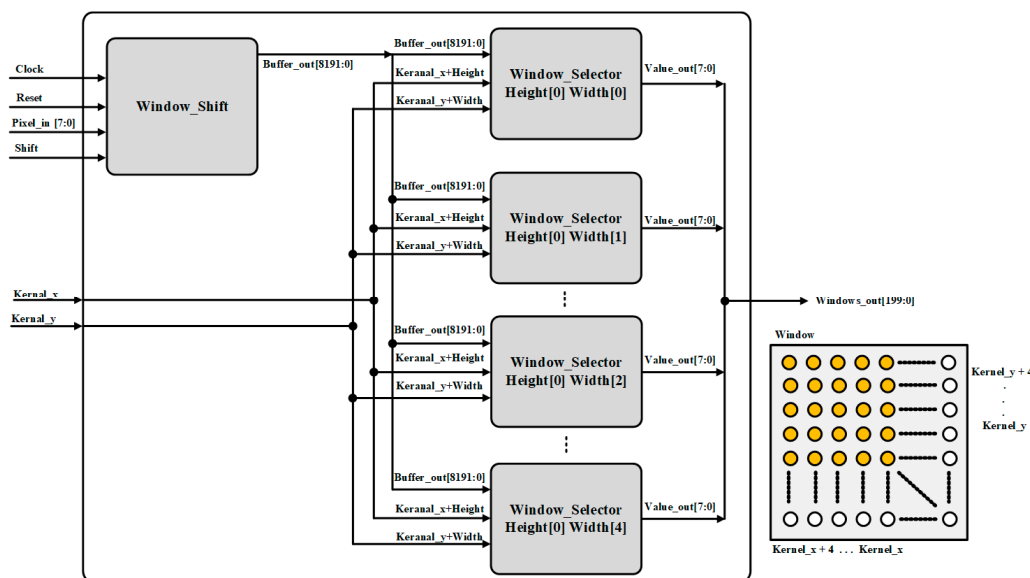 Clock
Reset
Pixel_in [7:0]
Shift
Window_Shift
Buffer_out[8191:0]
Kernal_x
Kernal_y
Buffer_out[8191:0]
Keranal_x+Height
Keranal_y+Width
Window_Selector
Height[0] Width[0]
Value_out[7:0]
Buffer_out[8191:0]
Keranal_x+Height
Keranal_y+Width
Window_Selector
Height[0] Width[1]
Value_out[7:0]
Buffer_out[8191:0]
Keranal_x+Height
Keranal_y+Width
Window_Selector
Height[0] Width[2]
Value_out[7:0]
Buffer_out[8191:0]
Keranal_x+Height
Keranal_y+Width
Window_Selector
Height[0] Width[4]
Value_out[7:0]
Windows_out[199:0]
Window
Kernel_y + 4
.
.
Kernel_y
Kernel_x + 4 . . . Kernel_x